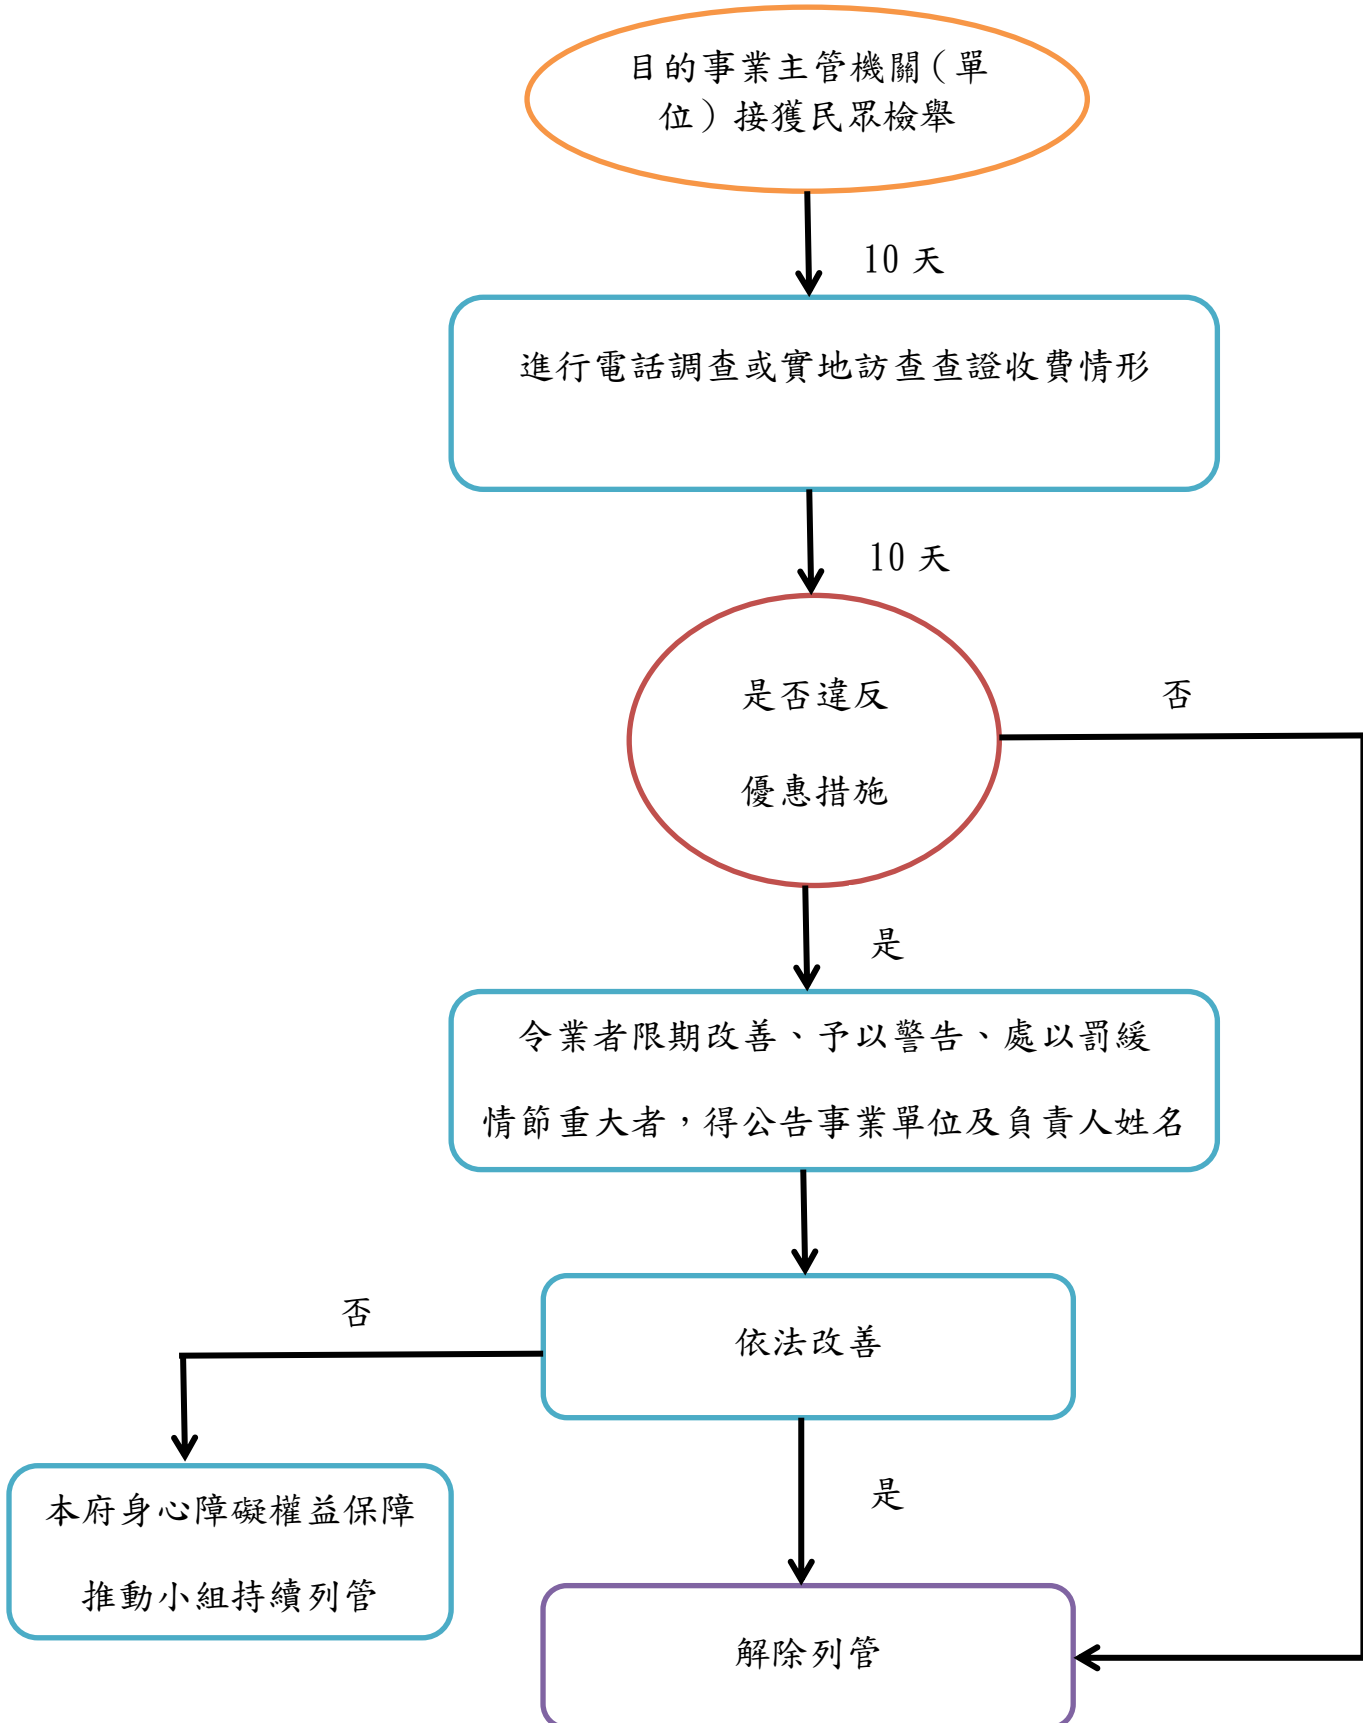 目的事業主管機關（單
位）接獲民眾檢舉
10 天
進行電話調查或實地訪查查證收費情形
10 天
是否違反
優惠措施
否
是
令業者限期改善、予以警告、處以罰緩
情節重大者，得公告事業單位及負責人姓名
依法改善
否
是
本府身心障礙權益保障
推動小組持續列管
解除列管